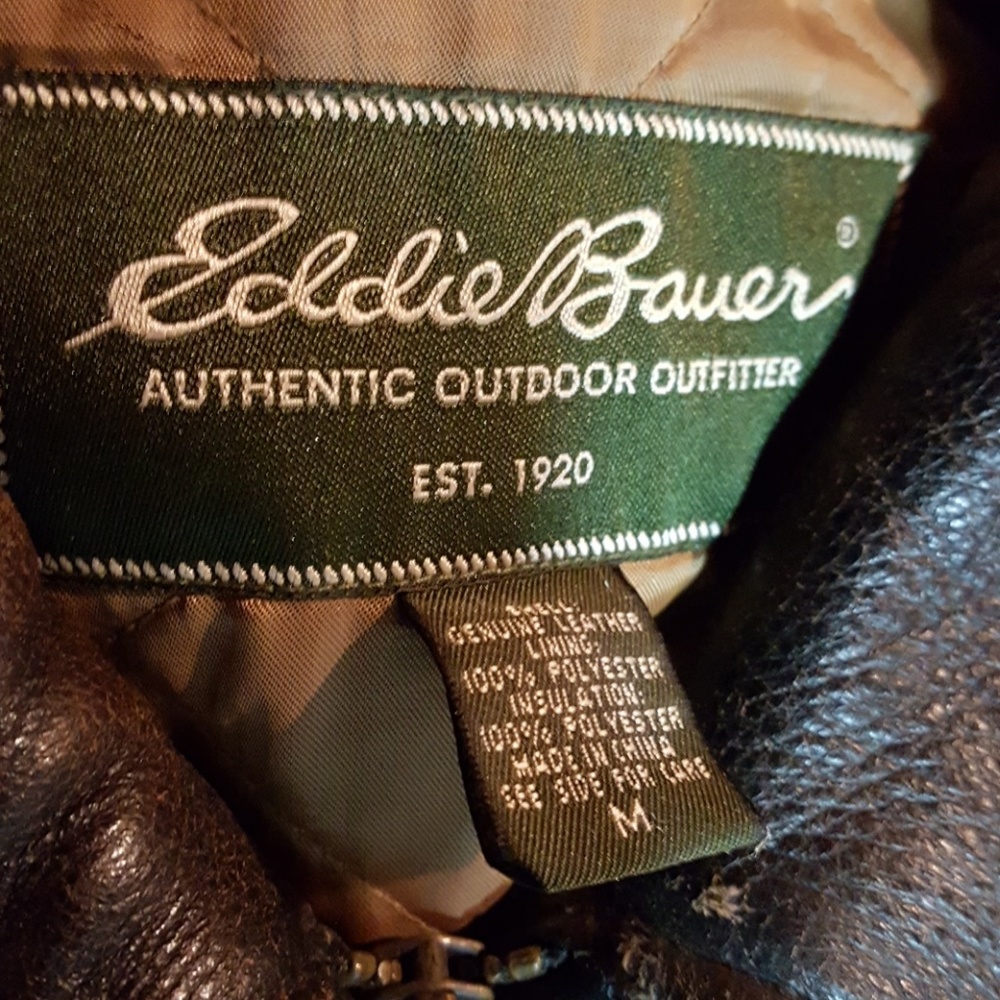 Eddie Bauer®
AUTHENTIC OUTDOOR OUTFITTER
EST. 1920
SHELL:
GENUINE LEATHER
LINING:
100% POLYESTER
INSULATION:
100% POLYESTER
MADE IN CHINA
SEE SIDE FOR CARE
M